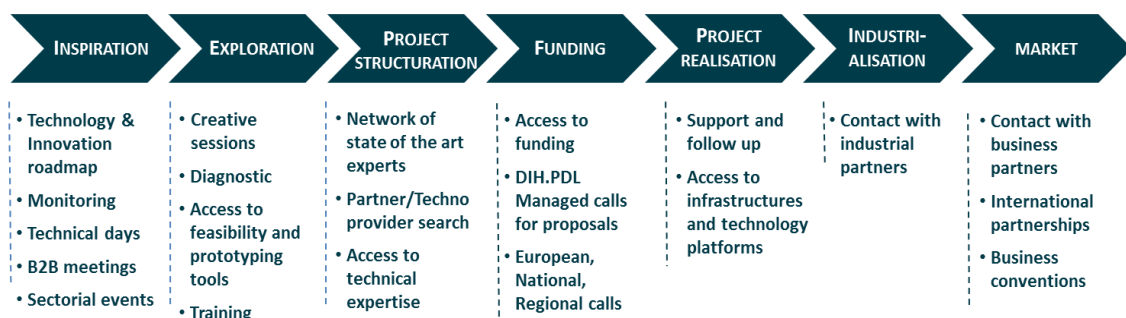 INSPIRATION
EXPLORATION
PROJECT
STRUCTURATION
FUNDING
PROJECT
REALISATION
INDUSTRI-
ALISATION
MARKET
• Technology &
Innovation
roadmap
• Monitoring
• Technical days
• B2B meetings
• Sectorial events
• Creative
sessions
• Diagnostic
• Access to
feasibility and
prototyping
tools
• Training
• Network of
state of the art
experts
• Partner/Techno
provider search
• Access to
technical
expertise
• Access to
funding
• DIH.PDL
Managed calls
for proposals
• European,
National,
Regional calls
• Support and
follow up
• Access to
infrastructures
and technology
platforms
• Contact with
industrial
partners
• Contact with
business
partners
• International
partnerships
• Business
conventions